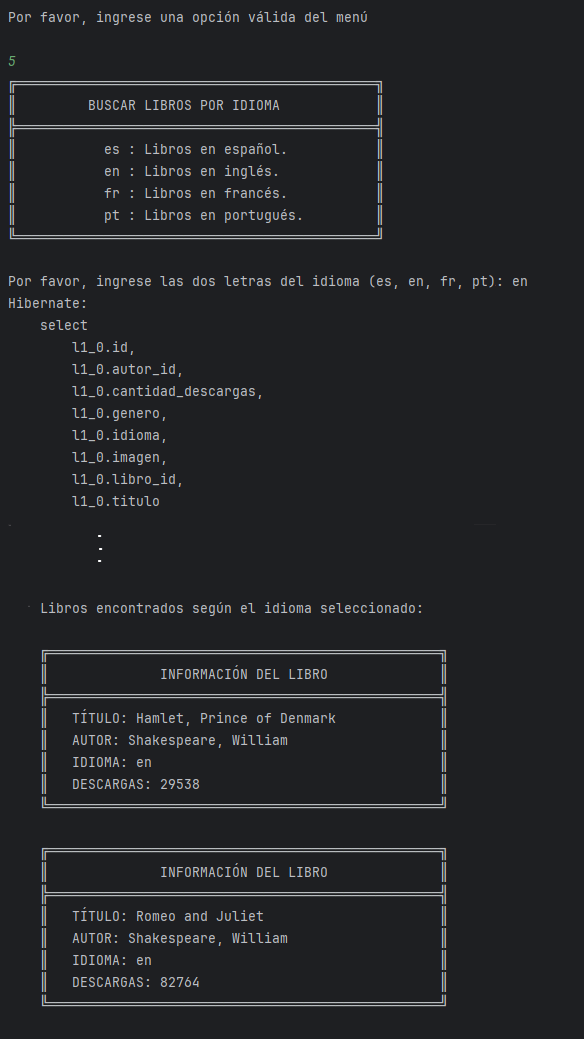 Por favor, ingrese una opción válida del menú
5
BUSCAR LIBROS POR IDIOMA
es : Libros en español.
en : Libros en inglés.
fr : Libros en francés.
pt : Libros en portugués.
Por favor, ingrese las dos letras del idioma (es, en, fr, pt): en
Hibernate:
select
l1_0.id,
l1_0.autor_id,
l1_0.cantidad_descargas,
l1_0.genero,
l1_0.idioma,
l1_0.imagen,
l1_0.libro_id,
l1_0.titulo
.
.
.
Libros encontrados según el idioma seleccionado:
INFORMACIÓN DEL LIBRO
TÍTULO: Hamlet, Prince of Denmark
AUTOR: Shakespeare, William
IDIOMA: en
DESCARGAS: 29538
INFORMACIÓN DEL LIBRO
TÍTULO: Romeo and Juliet
AUTOR: Shakespeare, William
IDIOMA: en
DESCARGAS: 82764